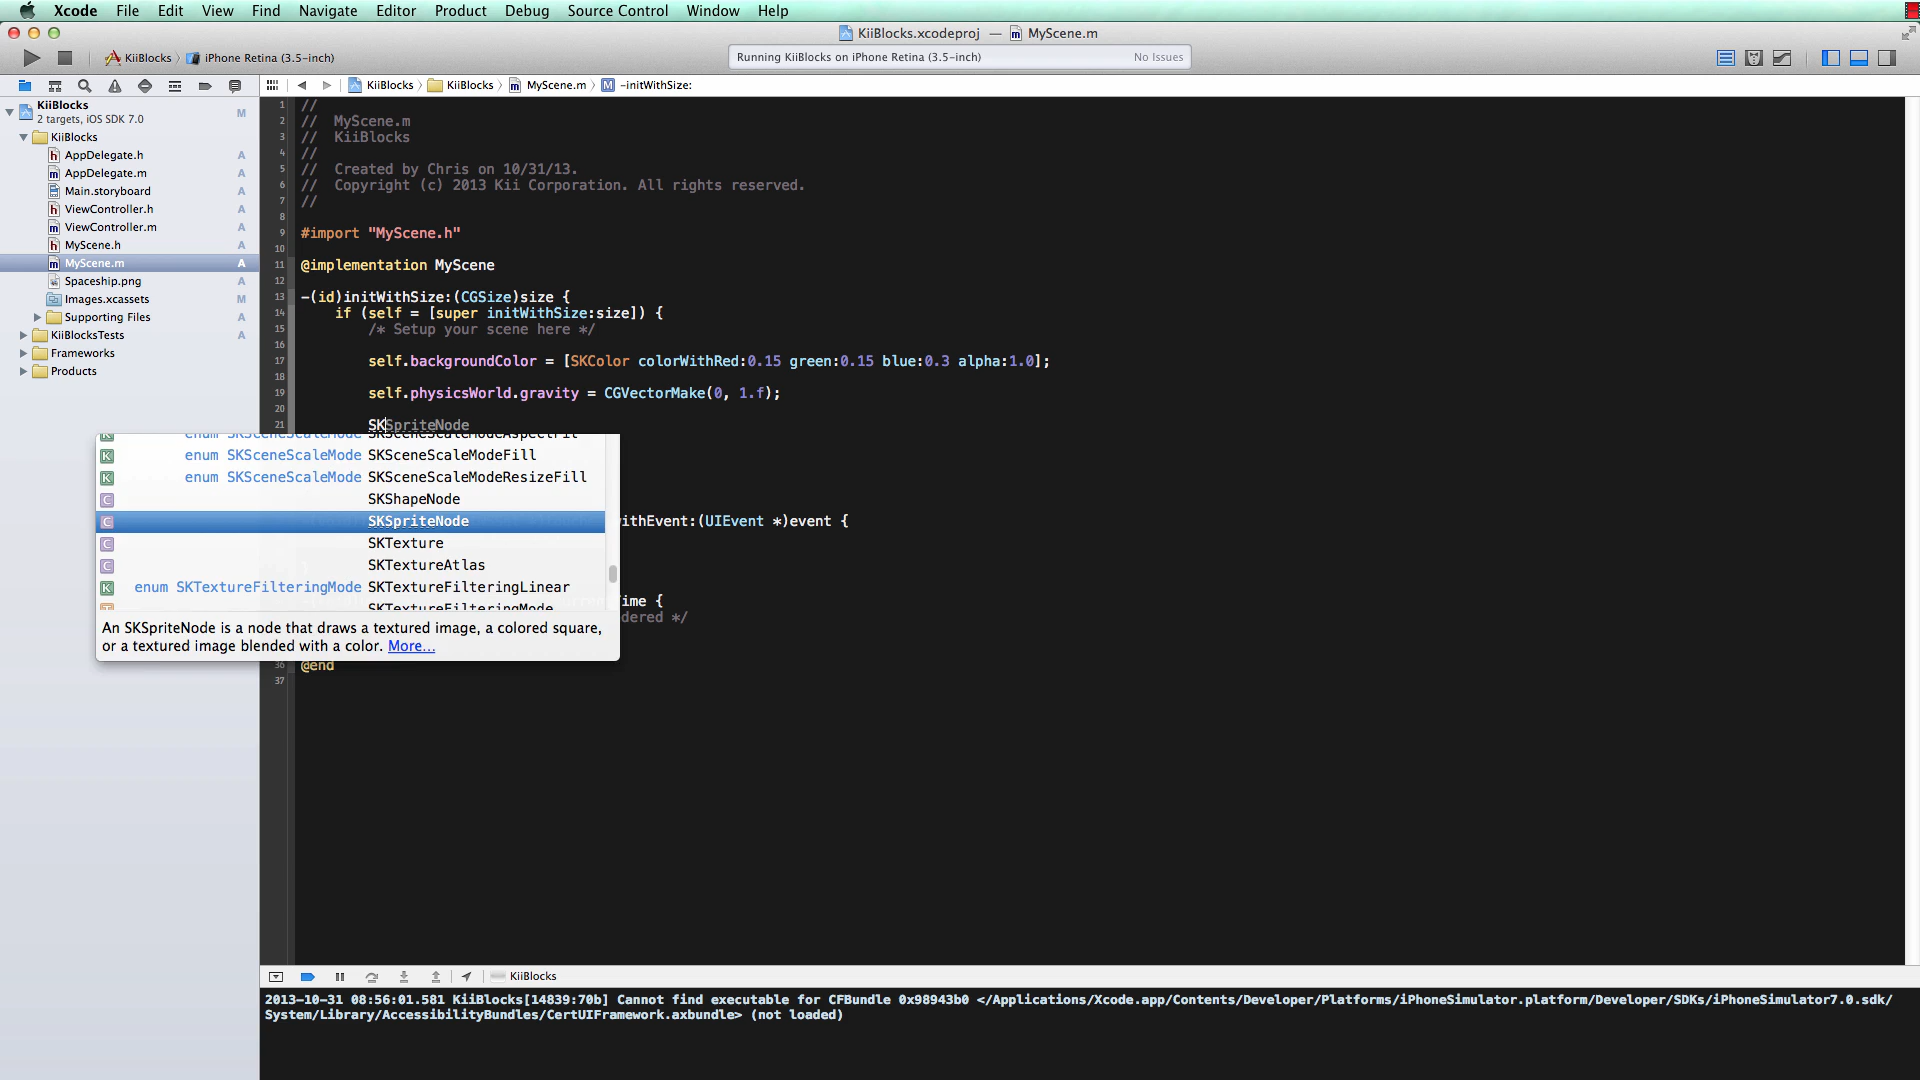 Xcode File Edit View Find Navigate Editor Product Debug Source Control Window Help
KiiBlocks.xcodeproj — MyScene.m
KiiBlocks iPhone Retina (3.5-inch)
Running KiiBlocks on iPhone Retina (3.5-inch) No Issues
KiiBlocks KiiBlocks MyScene.m -initWithSize:
KiiBlocks M
2 targets, iOS SDK 7.0
KiiBlocks
AppDelegate.h A
AppDelegate.m A
Main.storyboard A
ViewController.h A
ViewController.m A
MyScene.h A
MyScene.m A
Spaceship.png A
Images.xcassets M
Supporting Files A
KiiBlocksTests A
Frameworks
Products
1 //
2 // MyScene.m
3 // KiiBlocks
4 //
5 // Created by Chris on 10/31/13.
6 // Copyright (c) 2013 Kii Corporation. All rights reserved.
7 //
8
9 #import "MyScene.h"
10
11 @implementation MyScene
12
13 -(id)initWithSize:(CGSize)size {
14 if (self = [super initWithSize:size]) {
15 /* Setup your scene here */
16
17 self.backgroundColor = [SKColor colorWithRed:0.15 green:0.15 blue:0.3 alpha:1.0];
18
19 self.physicsWorld.gravity = CGVectorMake(0, 1.f);
20
21 SKSpriteNode
enum SKSceneScaleMode SKSceneScaleModeAspectFit
K enum SKSceneScaleMode SKSceneScaleModeFill
K enum SKSceneScaleMode SKSceneScaleModeResizeFill
C SKShapeNode
C SKSpriteNode
C SKTexture
C SKTextureAtlas
K enum SKTextureFilteringMode SKTextureFilteringLinear
SKTextureFilteringMode
An SKSpriteNode is a node that draws a textured image, a colored square,
or a textured image blended with a color. More...
ithEvent:(UIEvent *)event {
ime {
dered */
36 @end
37
KiiBlocks
2013-10-31 08:56:01.581 KiiBlocks[14839:70b] Cannot find executable for CFBundle 0x98943b0 </Applications/Xcode.app/Contents/Developer/Platforms/iPhoneSimulator.platform/Developer/SDKs/iPhoneSimulator7.0.sdk/
System/Library/AccessibilityBundles/CertUIFramework.axbundle> (not loaded)